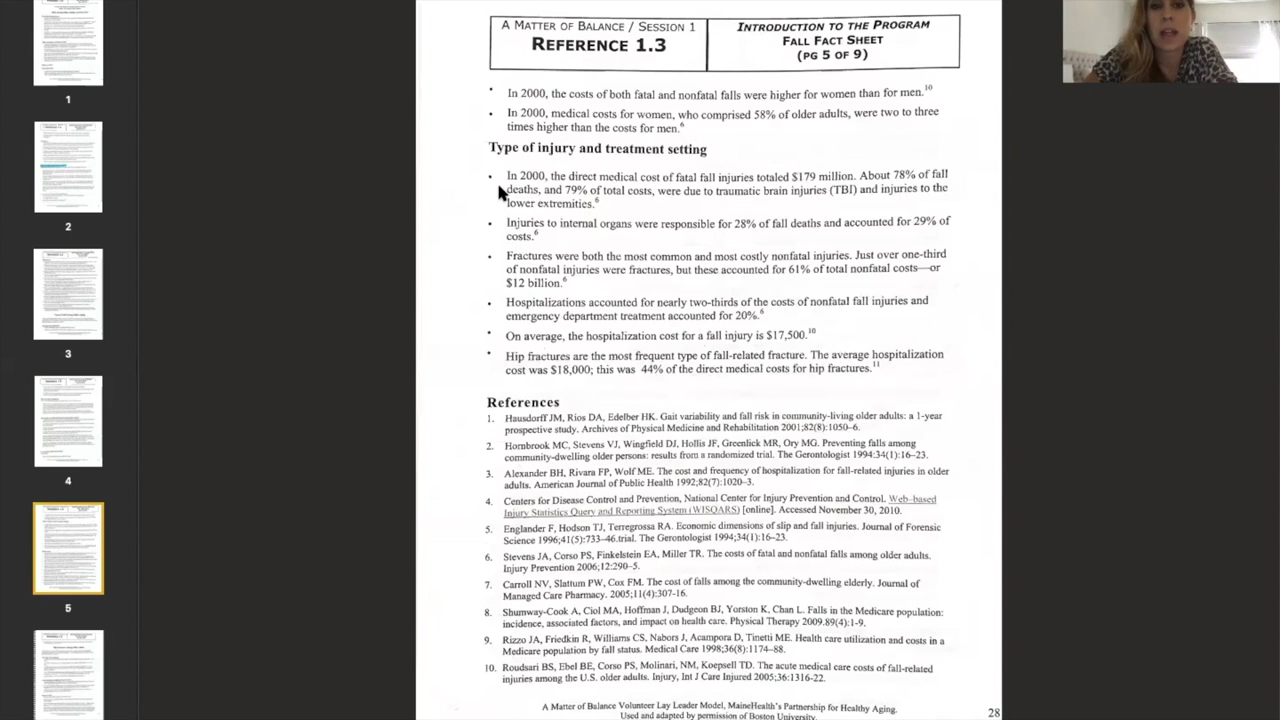 TTER OF BALANCE / SESSI
REFERENCE 1.3
INTRODUCTION TO THE PROGRAM
FALL FACT SHEET
(PG 5 OF 9)
• In 2000, the costs of both fatal and nonfatal falls were higher for women than for men.10
• In 2000, medical costs for women, who comprised 58% of older adults, were two to three
times higher than the costs for men.6
Type of injury and treatment setting
In 2000, the direct medical cost of fatal fall injuries totaled $179 million. About 78% of fall
deaths, and 79% of total costs, were due to traumatic brain injuries (TBI) and injuries to the
lower extremities.6
• Injuries to internal organs were responsible for 28% of fall deaths and accounted for 29% of
costs.6
were both the most common and most costly nonfatal injuries. Just over one-third
of nonfatal injuries were fractures, but these accounted for 61% of total nonfatal costs—or
billion.6
Hospitalizations accounted for nearly two-thirds of the costs of nonfatal fall injuries and
emergency department treatment accounted for 20%.6
On average, the hospitalization cost for a fall injury is $17,500.10
• Hip fractures are the most frequent type of fall-related fracture. The average hospitalization
cost was $18,000; this was 44% of the direct medical costs for hip fractures.11
ences
1. Hausdorff JM, Rios DA, Edelber HK. Gait variability and fall risk in community-living older adults: a 1-year
prospective study. Archives of Physical Medicine and Rehabilitation 2001;82(8):1050–6.
2. Hornbrook MC, Stevens VJ, Wingfield DJ, Hollis JF, Greenlick MR, Ory MG. Preventing falls among
community-dwelling older persons: results from a randomized trial. The Gerontologist 1994:34(1):16–23.
3. Alexander BH, Rivara FP, Wolf ME. The cost and frequency of hospitalization for fall-related injuries in older
adults. American Journal of Public Health 1992;82(7):1020–3.
4. Centers for Disease Control and Prevention, National Center for Injury Prevention and Control. Web–based
Injury Statistics Query and Reporting System (WISQARS) [online]. Accessed November 30, 2010.
Englander F, Hodson TJ, Terregrossa RA. Economic dimensions of slip and fall injuries. Journal of Forensic
Science 1996;41(5):733–46.trial. The Gerontologist 1994:34(1):16–23
Stevens JA, Corso PS, Finkelstein EA, Miller TR. The costs of fatal and nonfatal falls among older adults.
Injury Prevention 2006;12:290–5.
Carroll NV, Slattum PW, Cox FM. The cost of falls among the community-dwelling elderly. Journal of
Managed Care Pharmacy. 2005;11(4):307-16.
8. Shumway-Cook A, Ciol MA, Hoffman J, Dudgeon BJ, Yorston K, Chan L. Falls in the Medicare population:
incidence, associated factors, and impact on health care. Physical Therapy 2009.89(4):1-9.
9. Rizzo JA, Friedkin R, Williams CS, Nabors J, Acampora D, Tinetti ME. Health care utilization and costs in a
Medicare population by fall status. Medical Care 1998;36(8):1174–88.
10. Roudsari BS, Ebel BE, Corso PS, Molinari, Koepsell TD. The acute medical care costs of fall-related
injuries among the U.S. older adults. Injury, Int J Care Injured 2005;36:1316-22.
A Matter of Balance Volunteer Lay Leader Model, MaineHealth's Partnership for Healthy Aging.
Used and adapted by permission of Boston University.
28
1
2
3
4
5